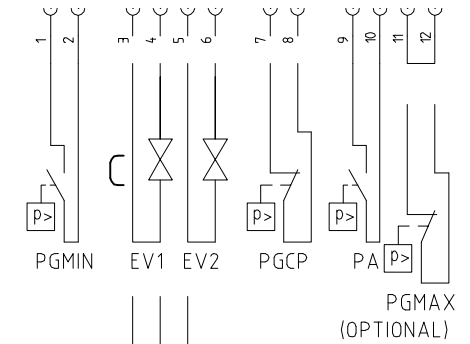 1 2 3 4 5 6 7 8 9 10 11 12
p> p> p> p>
PGMIN EV1 EV2 PGCP PA
PGMAX
(OPTIONAL)